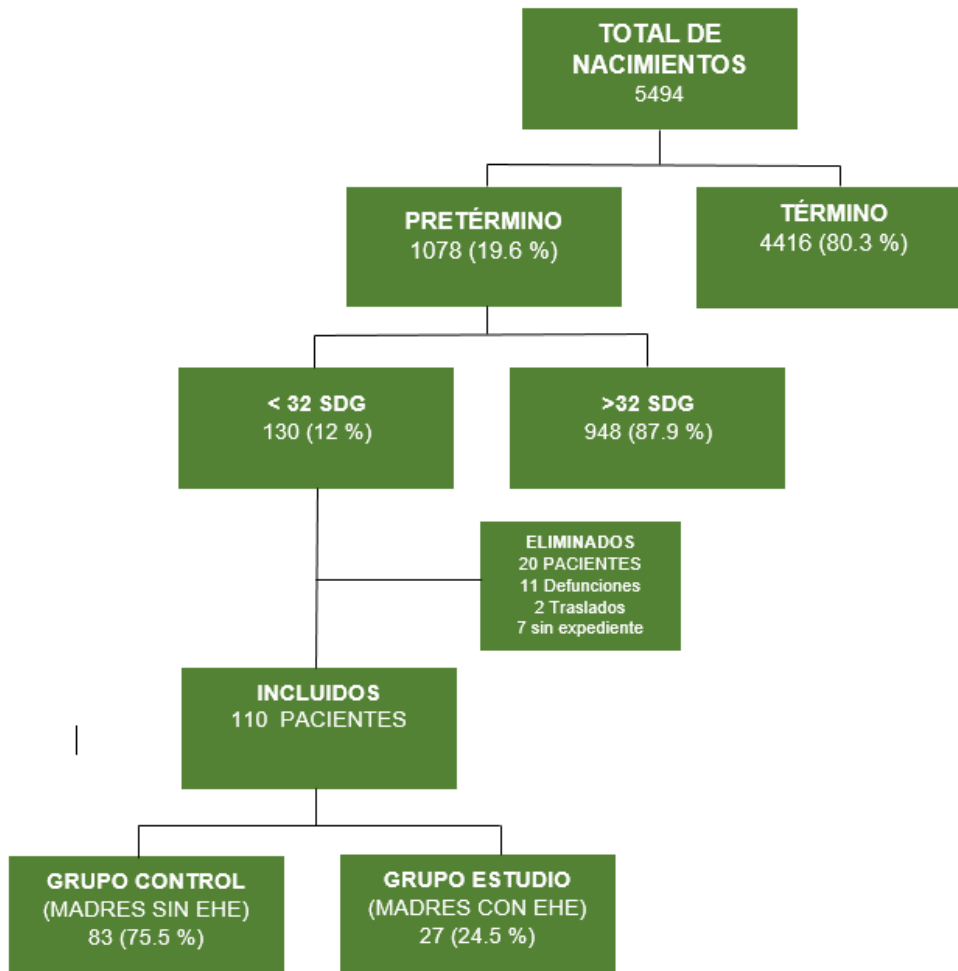 TOTAL DE
NACIMIENTOS
5494
PRETÉRMINO
1078 (19.6 %)
TÉRMINO
4416 (80.3 %)
< 32 SDG
130 (12 %)
>32 SDG
948 (87.9 %)
ELIMINADOS
20 PACIENTES
11 Defunciones
2 Traslados
7 sin expediente
INCLUIDOS
110 PACIENTES
GRUPO CONTROL
(MADRES SIN EHE)
83 (75.5 %)
GRUPO ESTUDIO
(MADRES CON EHE)
27 (24.5 %)